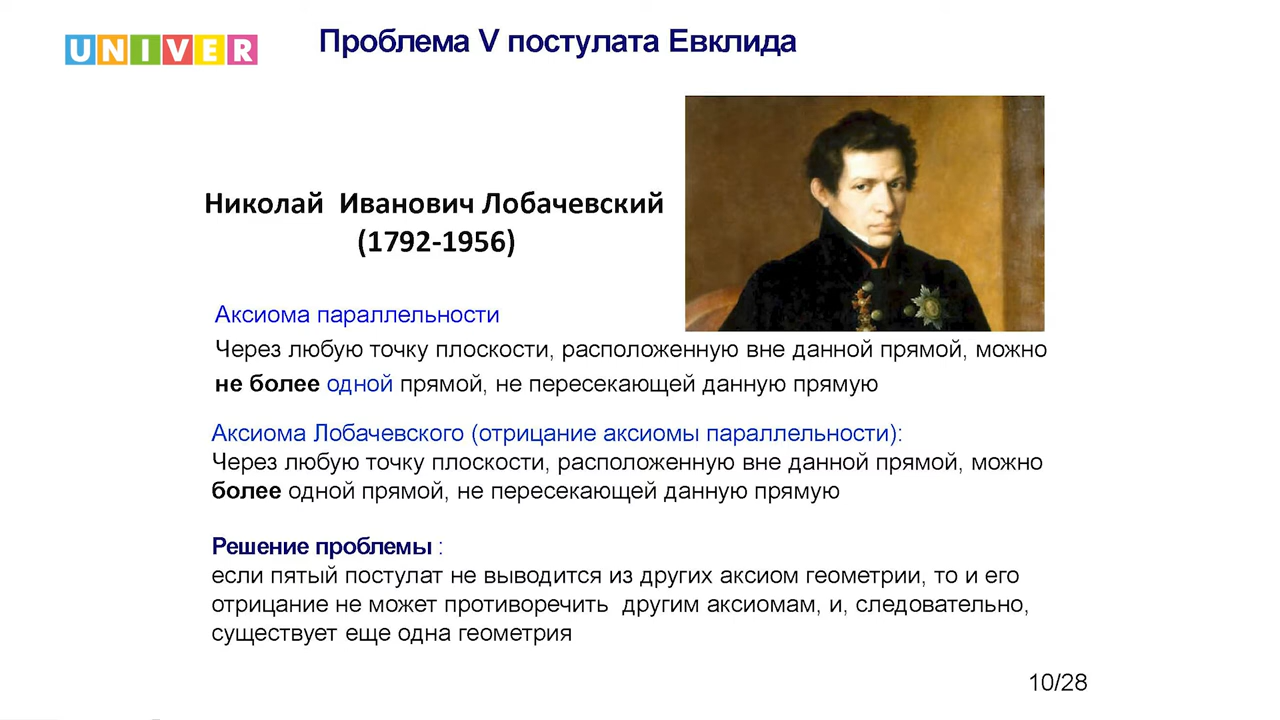 UNIVER
Проблема V постулата Евклида
Николай Иванович Лобачевский
(1792-1956)
Аксиома параллельности
Через любую точку плоскости, расположенную вне данной прямой, можно
не более одной прямой, не пересекающей данную прямую
Аксиома Лобачевского (отрицание аксиомы параллельности):
Через любую точку плоскости, расположенную вне данной прямой, можно
более одной прямой, не пересекающей данную прямую
Решение проблемы :
если пятый постулат не выводится из других аксиом геометрии, то и его
отрицание не может противоречить другим аксиомам, и, следовательно,
существует еще одна геометрия
10/28